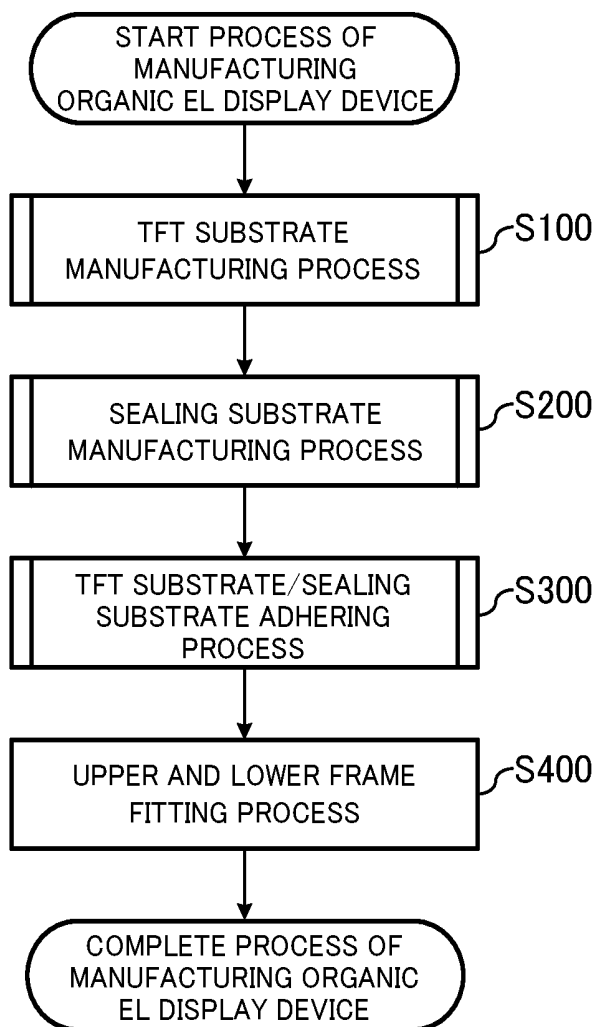 START PROCESS OF
MANUFACTURING
ORGANIC EL DISPLAY DEVICE
TFT SUBSTRATE
MANUFACTURING PROCESS
S100
SEALING SUBSTRATE
MANUFACTURING PROCESS
S200
TFT SUBSTRATE/SEALING
SUBSTRATE ADHERING
PROCESS
S300
UPPER AND LOWER FRAME
FITTING PROCESS
S400
COMPLETE PROCESS OF
MANUFACTURING ORGANIC
EL DISPLAY DEVICE